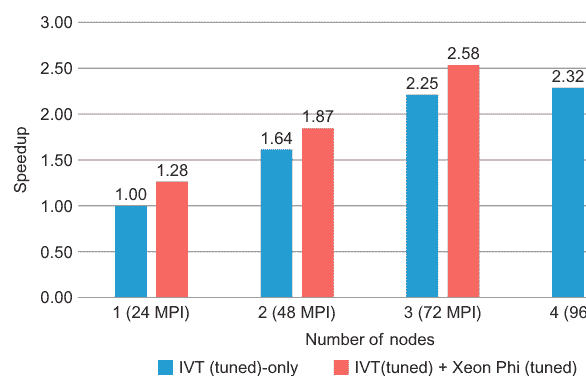 3.00
2.50
2.00
1.50
1.00
0.50
0.00
Speedup
1.00
1.28
1.64
1.87
2.25
2.58
2.32
1 (24 MPI)
2 (48 MPI)
3 (72 MPI)
4 (96
Number of nodes
IVT (tuned)-only
IVT(tuned) + Xeon Phi (tuned)